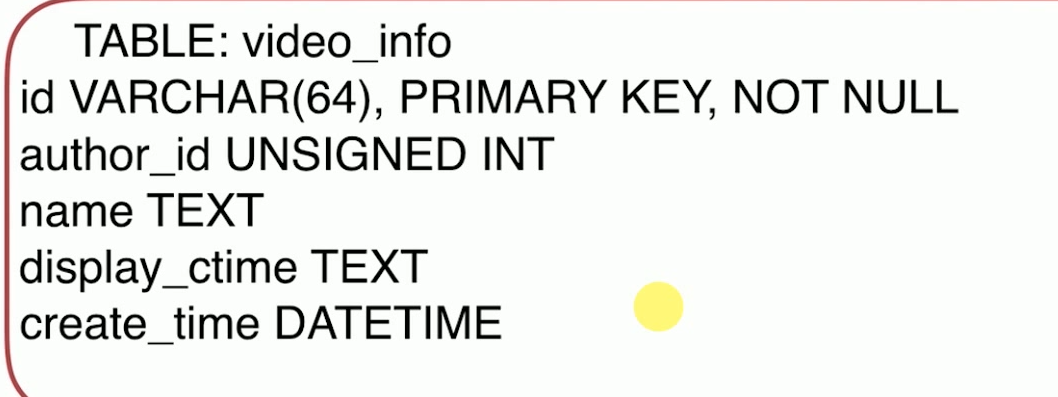 TABLE: video_info
id VARCHAR(64), PRIMARY KEY, NOT NULL
author_id UNSIGNED INT
name TEXT
display_ctime TEXT
create_time DATETIME